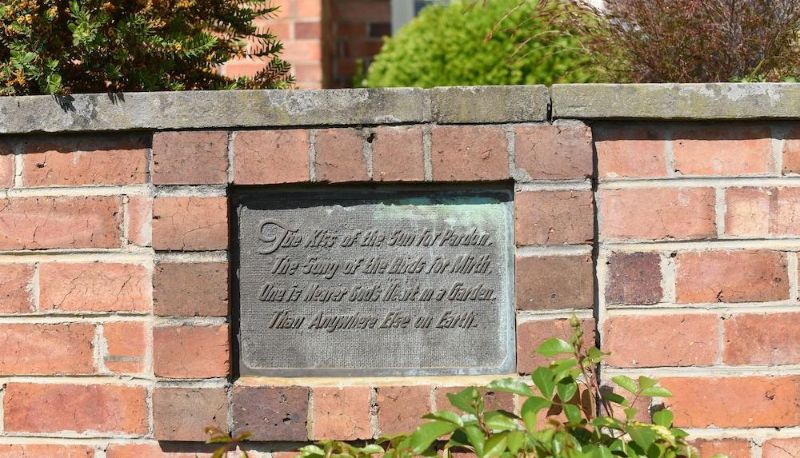 The Kiss of the Sun for Pardon.
The Song of the Birds for Mirth,
One is Nearer God's Heart in a Garden,
Than Anywhere Else on Earth.